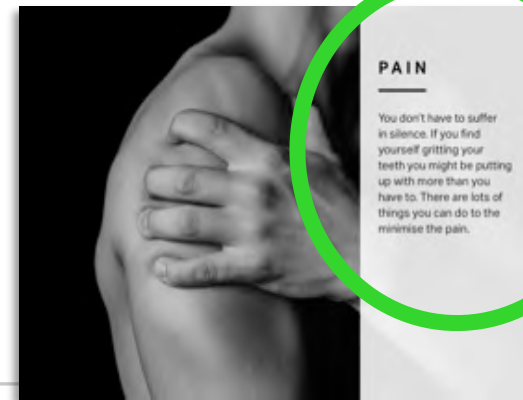 PAIN
You don't have to suffer
in silence. If you find
yourself gritting your
teeth you might be putting
up with more than you
have to. There are lots of
things you can do to the
minimise the pain.